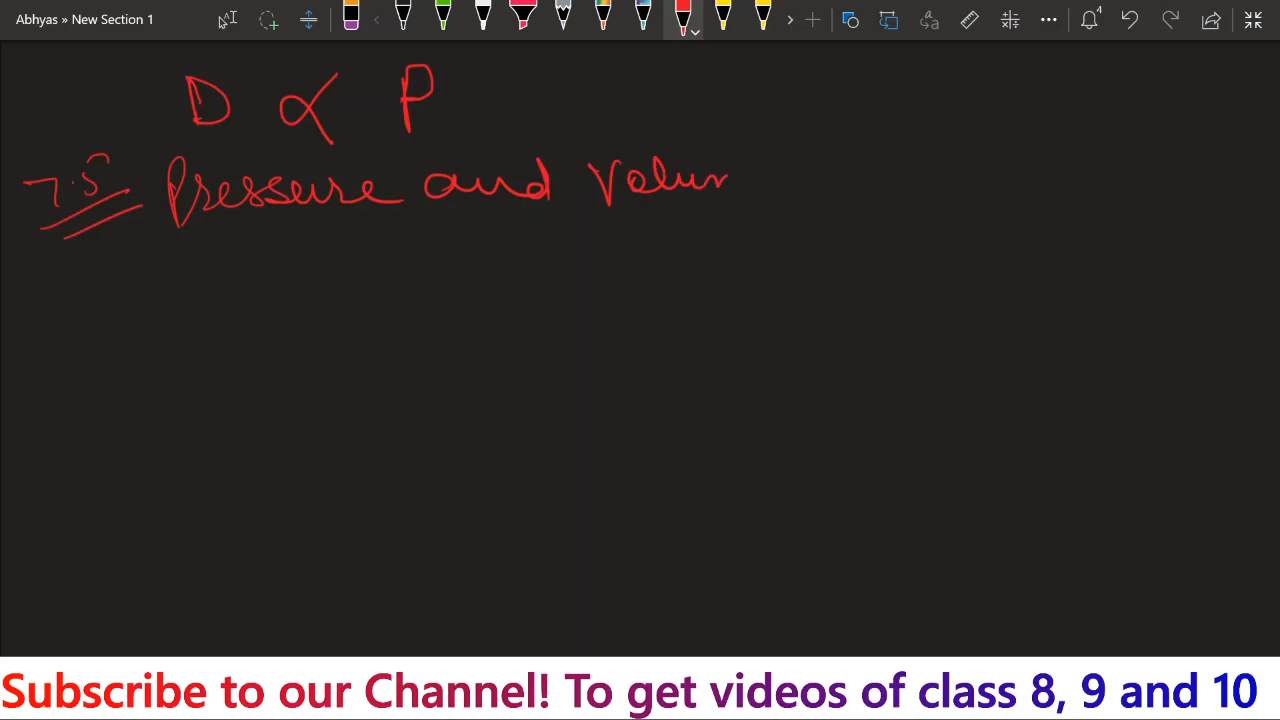 Abhyas » New Section 1
D ∝ P
7.5 Pressure and Volum
Subscribe to our Channel! To get videos of class 8, 9 and 10